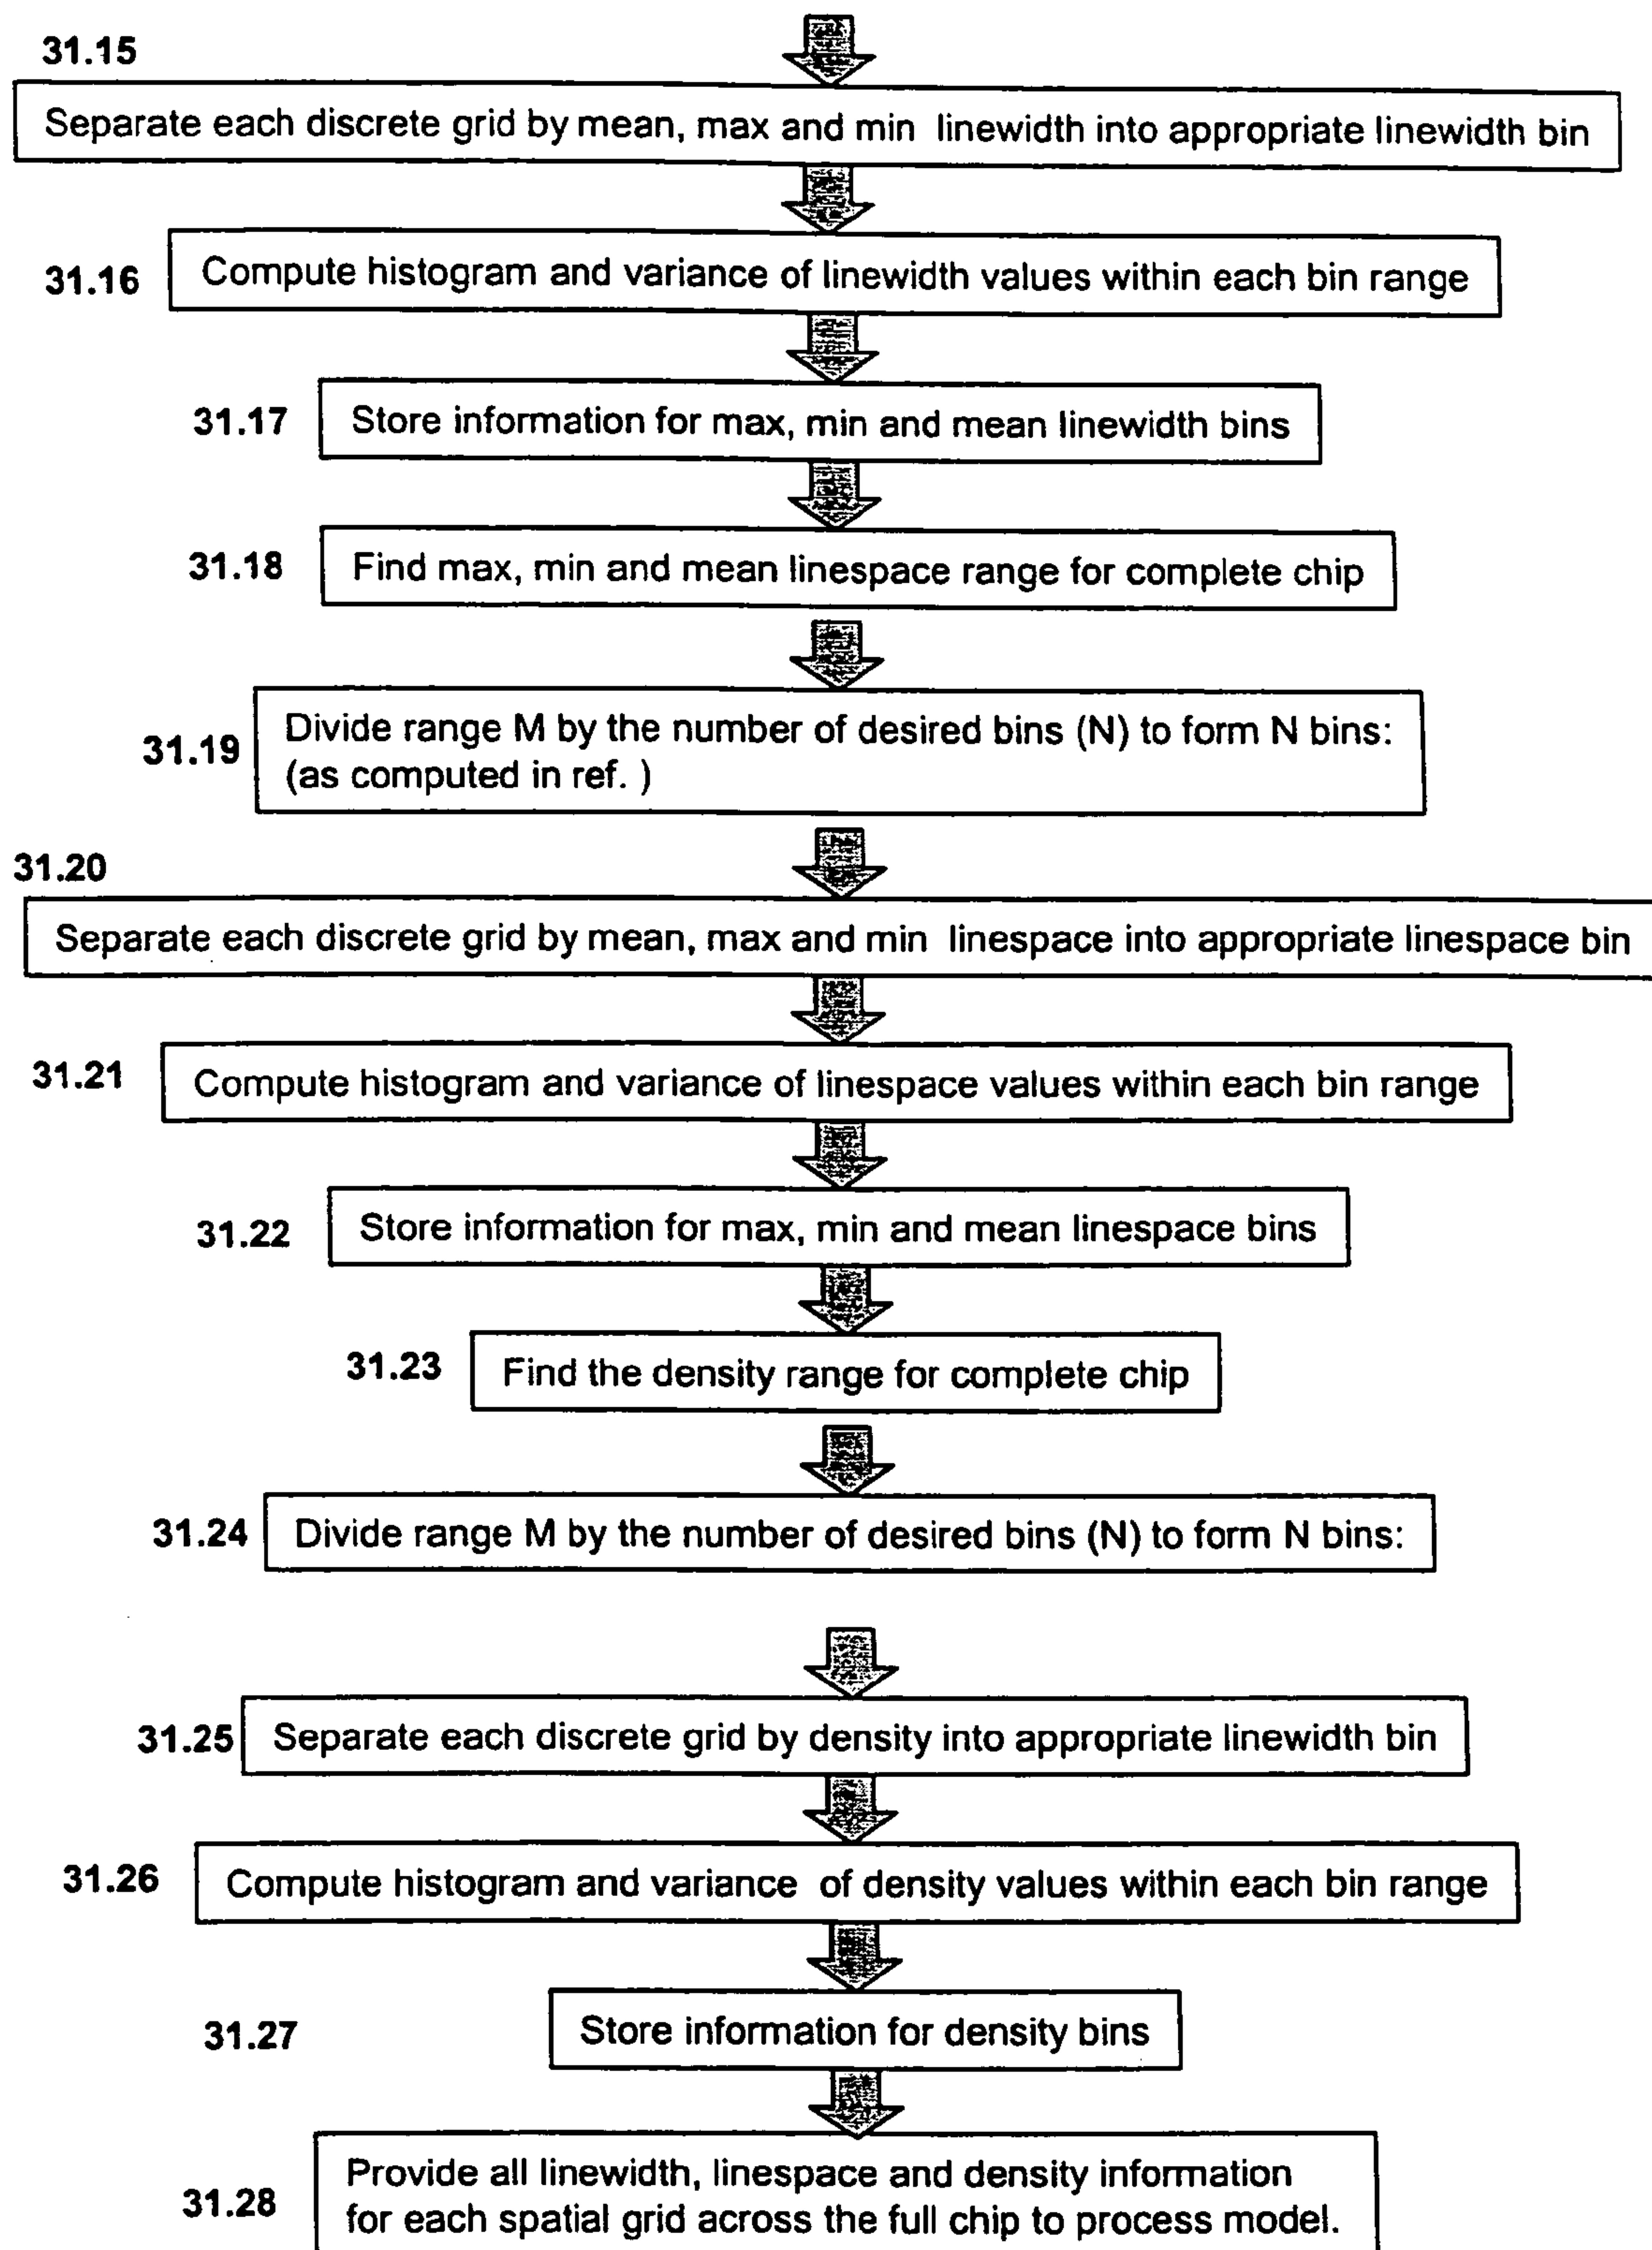 31.15
Separate each discrete grid by mean, max and min linewidth into appropriate linewidth bin
31.16
Compute histogram and variance of linewidth values within each bin range
31.17
Store information for max, min and mean linewidth bins
31.18
Find max, min and mean linespace range for complete chip
31.19
Divide range M by the number of desired bins (N) to form N bins:
(as computed in ref. )
31.20
Separate each discrete grid by mean, max and min linespace into appropriate linespace bin
31.21
Compute histogram and variance of linespace values within each bin range
31.22
Store information for max, min and mean linespace bins
31.23
Find the density range for complete chip
31.24
Divide range M by the number of desired bins (N) to form N bins:
31.25
Separate each discrete grid by density into appropriate linewidth bin
31.26
Compute histogram and variance of density values within each bin range
31.27
Store information for density bins
31.28
Provide all linewidth, linespace and density information
for each spatial grid across the full chip to process model.